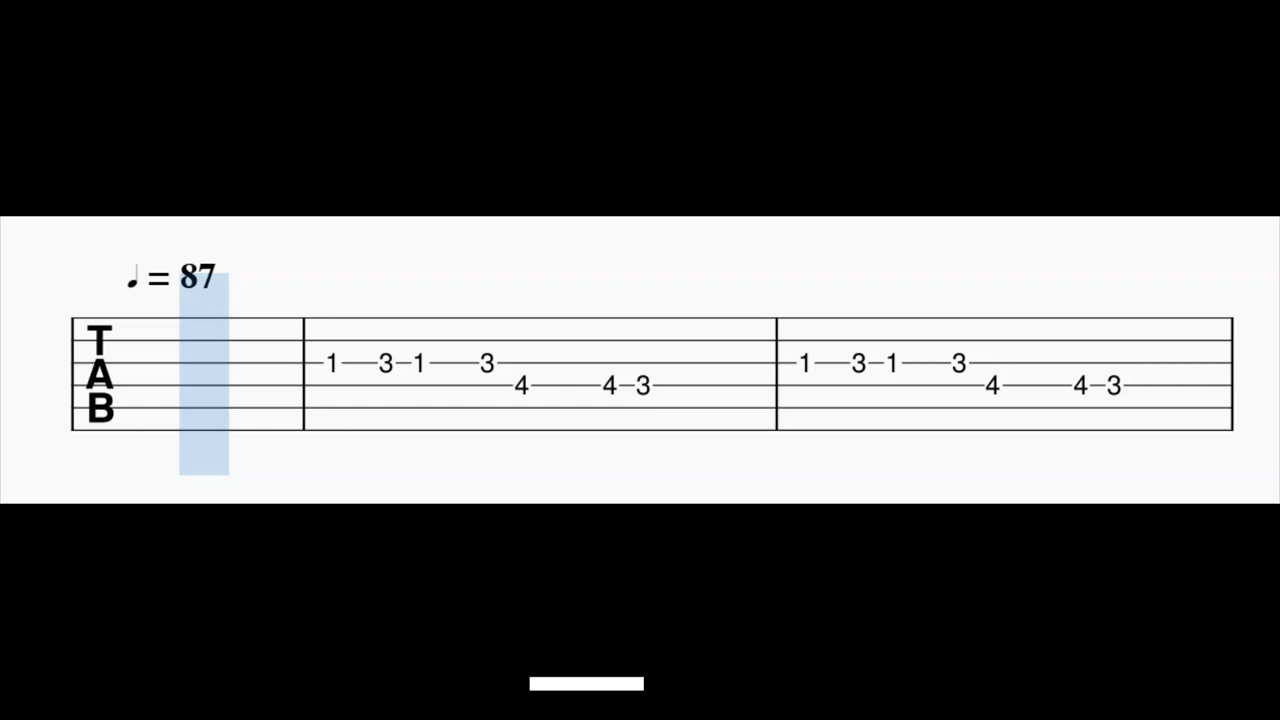 ♩ = 87
T
A
B
1 3 1 3 1 3 1 3
4 4 3 4 4 3